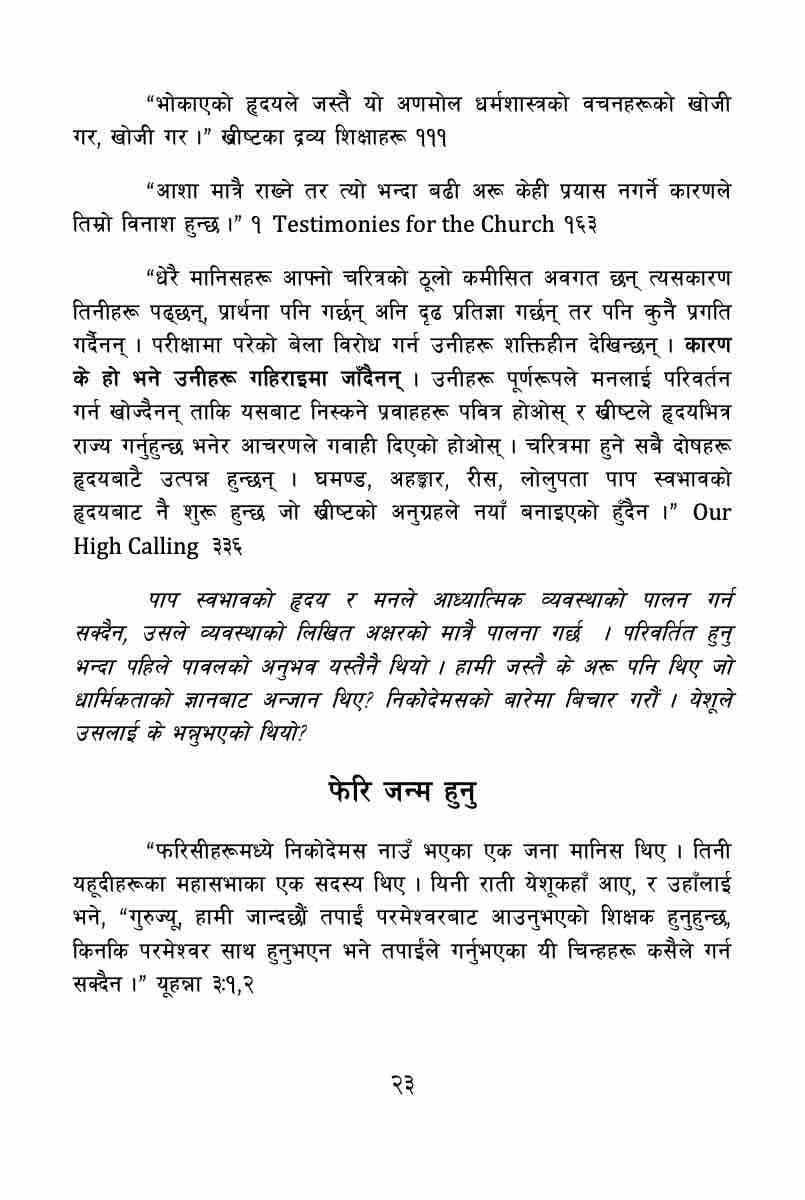 “भोकाएको हृदयले जस्तै यो अणमोल धर्मशास्त्रको वचनहरूको खोजी
गर, खोजी गर ।” ख्रीष्टका द्रव्य शिक्षाहरू १११
“आशा मात्रै राख्ने तर त्यो भन्दा बढी अरू केही प्रयास नगर्ने कारणले
तिम्रो विनाश हुन्छ ।” १ Testimonies for the Church १६३
“धेरै मानिसहरू आफ्नो चरित्रको ठूलो कमीसित अवगत छन् त्यसकारण
तिनीहरू पढ्छन्, प्रार्थना पनि गर्छन् अनि दृढ प्रतिज्ञा गर्छन् तर पनि कुनै प्रगति
गर्दैनन् । परीक्षामा परेको बेला विरोध गर्न उनीहरू शक्तिहीन देखिन्छन् । कारण
के हो भने उनीहरू गहिराइमा जाँदैनन् । उनीहरू पूर्णरूपले मनलाई परिवर्तन
गर्न खोज्दैनन् ताकि यसबाट निस्कने प्रवाहहरू पवित्र होओस् र ख्रीष्टले हृदयभित्र
राज्य गर्नुहुन्छ भनेर आचरणले गवाही दिएको होओस् । चरित्रमा हुने सबै दोषहरू
हृदयबाटै उत्पन्न हुन्छन् । घमण्ड, अहङ्कार, रीस, लोलुपता पाप स्वभावको
हृदयबाट नै शुरू हुन्छ जो ख्रीष्टको अनुग्रहले नयाँ बनाइएको हुँदैन ।” Our
High Calling ३३६
पाप स्वभावको हृदय र मनले आध्यात्मिक व्यवस्थाको पालन गर्न
सक्दैन, उसले व्यवस्थाको लिखित अक्षरको मात्रै पालना गर्छ । परिवर्तित हुनु
भन्दा पहिले पावलको अनुभव यस्तैनै थियो । हामी जस्तै के अरू पनि थिए जो
धार्मिकताको ज्ञानबाट अन्जान थिए? निकोदेमसको बारेमा बिचार गरौं । येशूले
उसलाई के भन्नुभएको थियो?
फेरि जन्म हुनु
“फरिसीहरूमध्ये निकोदेमस नाउँ भएका एक जना मानिस थिए । तिनी
यहूदीहरूका महासभाका एक सदस्य थिए । यिनी राती येशूकहाँ आए, र उहाँलाई
भने, “गुरुज्यू, हामी जान्दछौं तपाईं परमेश्वरबाट आउनुभएको शिक्षक हुनुहुन्छ,
किनकि परमेश्वर साथ हुनुभएन भने तपाईंले गर्नुभएका यी चिन्हहरू कसैले गर्न
सक्दैन ।” यूहन्ना ३:१,२
२३